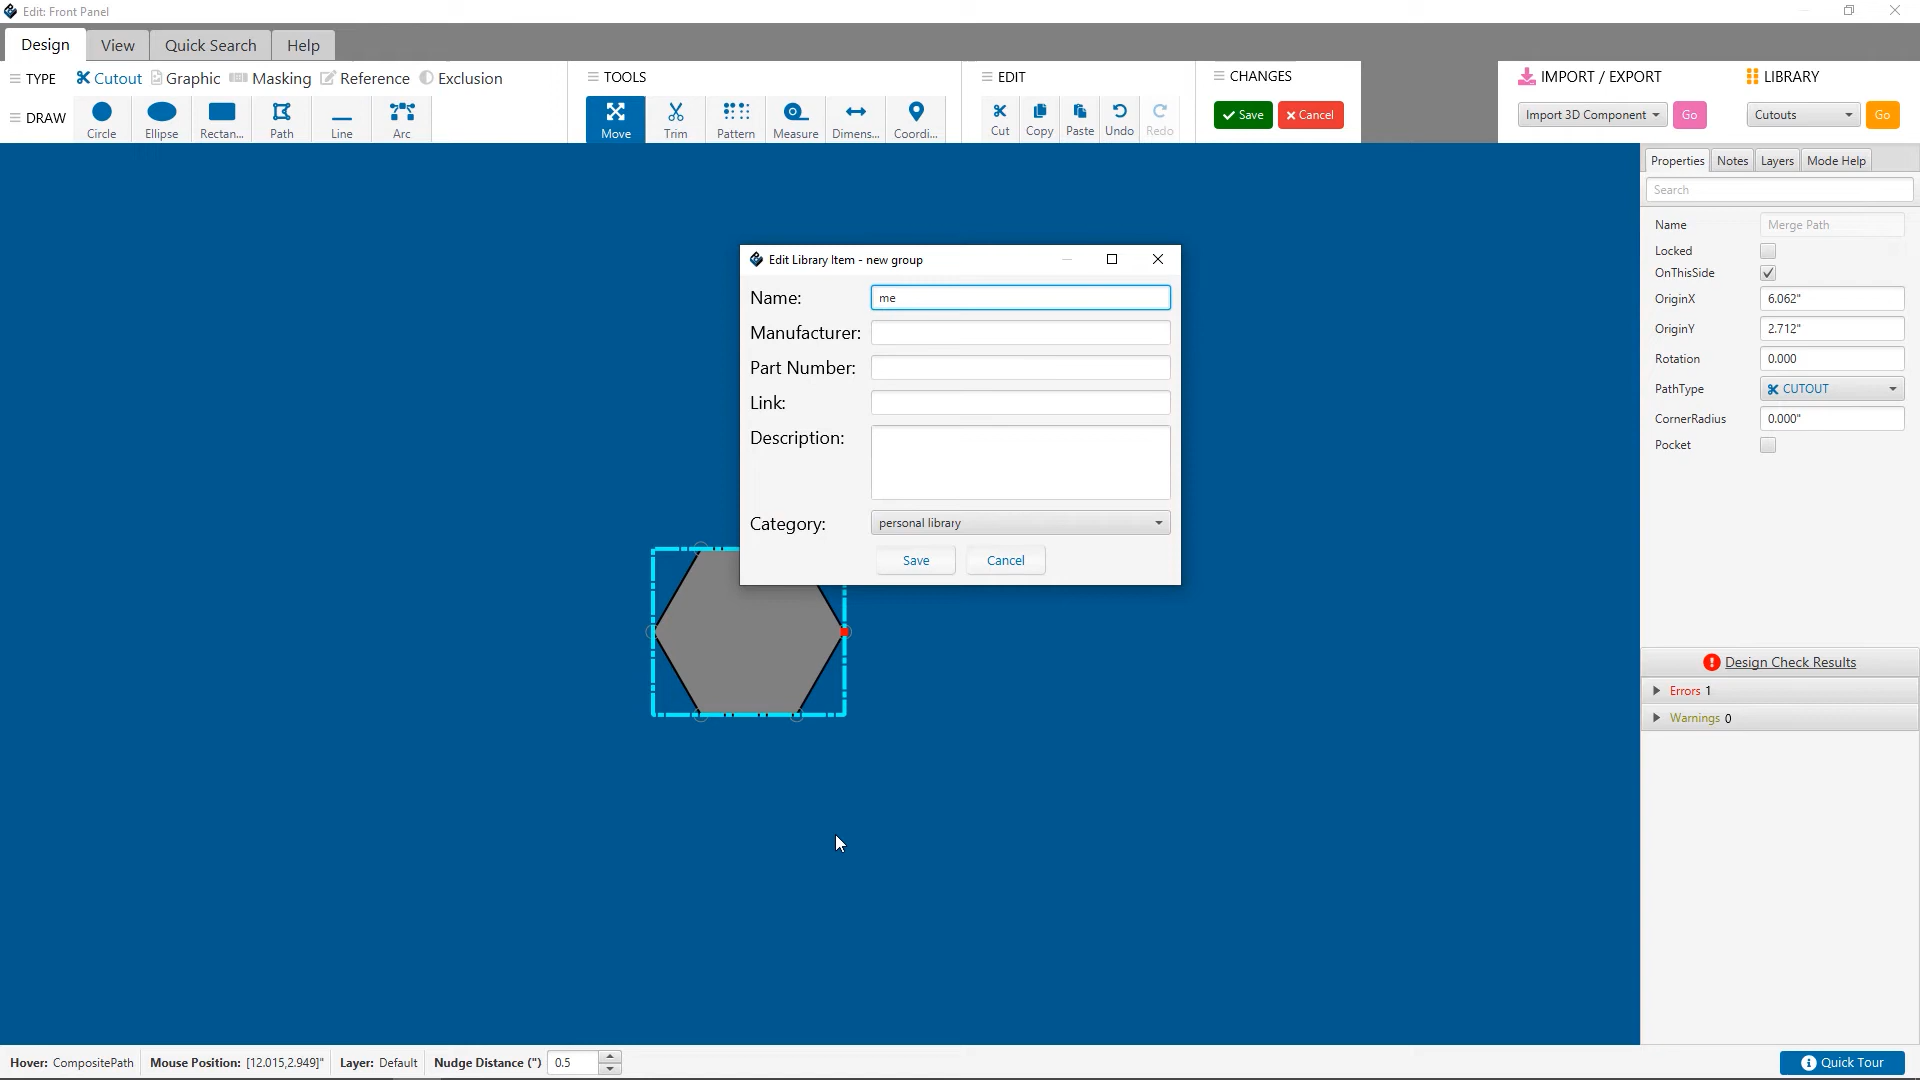 Edit: Front Panel
Design View Quick Search Help
TYPE Cutout Graphic Masking Reference Exclusion
TOOLS
EDIT
CHANGES
IMPORT / EXPORT
LIBRARY
DRAW
Circle Ellipse Rectan... Path Line Arc
Move Trim Pattern Measure Dimens... Coordi...
Cut Copy Paste Undo Redo
Save Cancel
Import 3D Component Go
Cutouts Go
Properties Notes Layers Mode Help
Search
Name Merge Path
Locked
OnThisSide
OriginX 6.062"
OriginY 2.712"
Rotation 0.000
PathType CUTOUT
CornerRadius 0.000"
Pocket
Edit Library Item - new group
Name: me
Manufacturer:
Part Number:
Link:
Description:
Category: personal library
Save Cancel
Design Check Results
Errors 1
Warnings 0
Hover: CompositePath Mouse Position: [12.015,2.949]" Layer: Default Nudge Distance (") 0.5
Quick Tour